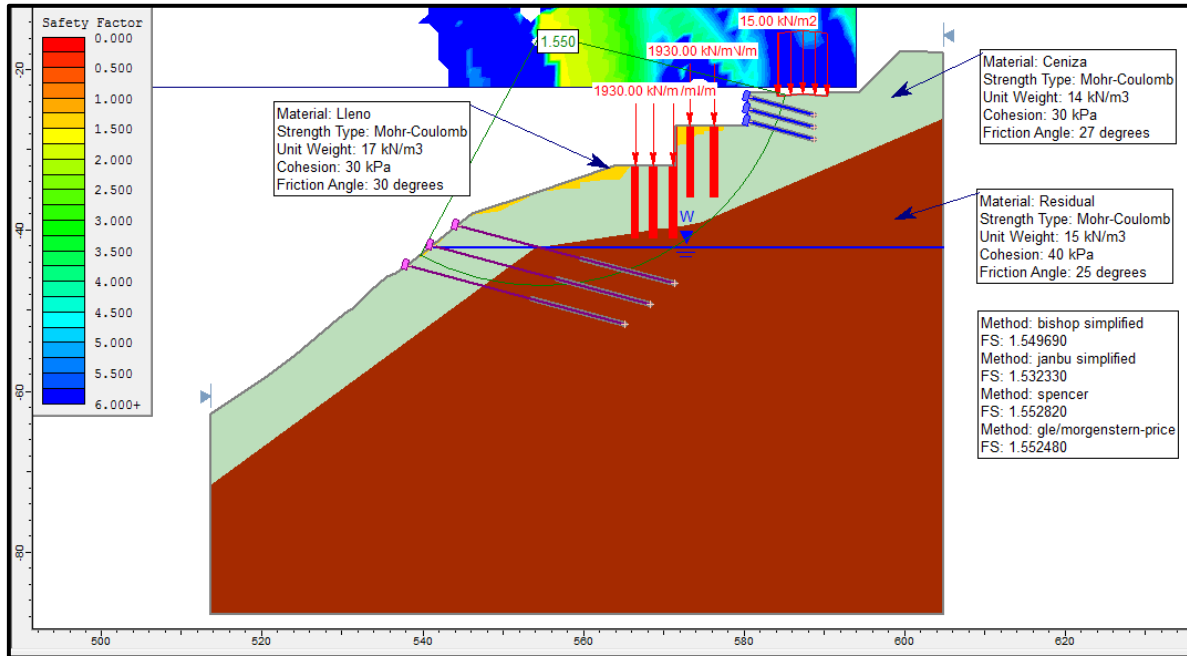 Safety Factor
0.000
0.500
1.000
1.500
2.000
2.500
3.000
3.500
4.000
4.500
5.000
5.500
6.000+
1.550
15.00 kN/m2
1930.00 kN/m
1930.00 kN/m
Material: Lleno
Strength Type: Mohr-Coulomb
Unit Weight: 17 kN/m3
Cohesion: 30 kPa
Friction Angle: 30 degrees
Material: Ceniza
Strength Type: Mohr-Coulomb
Unit Weight: 14 kN/m3
Cohesion: 30 kPa
Friction Angle: 27 degrees
Material: Residual
Strength Type: Mohr-Coulomb
Unit Weight: 15 kN/m3
Cohesion: 40 kPa
Friction Angle: 25 degrees
W
Method: bishop simplified
FS: 1.549690
Method: janbu simplified
FS: 1.532330
Method: spencer
FS: 1.552820
Method: gle/morgenstern-price
FS: 1.552480
-20
-40
-60
-80
500
520
540
560
580
600
620